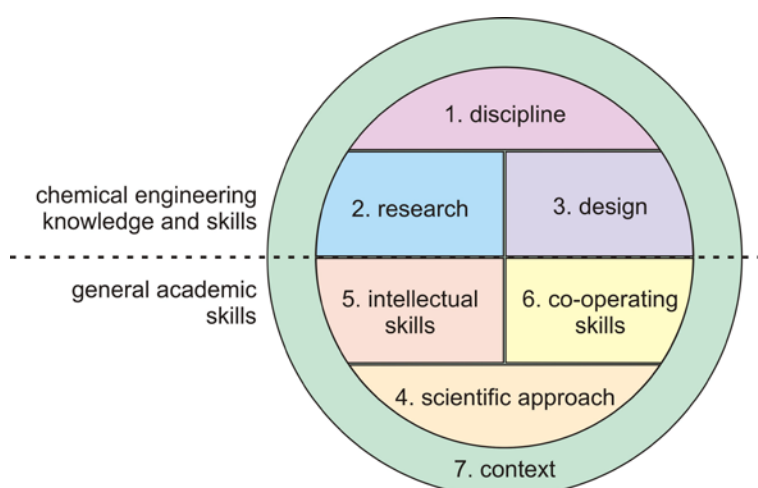 1. discipline
chemical engineering
knowledge and skills
2. research
3. design
general academic
skills
5. intellectual
skills
6. co-operating
skills
4. scientific approach
7. context